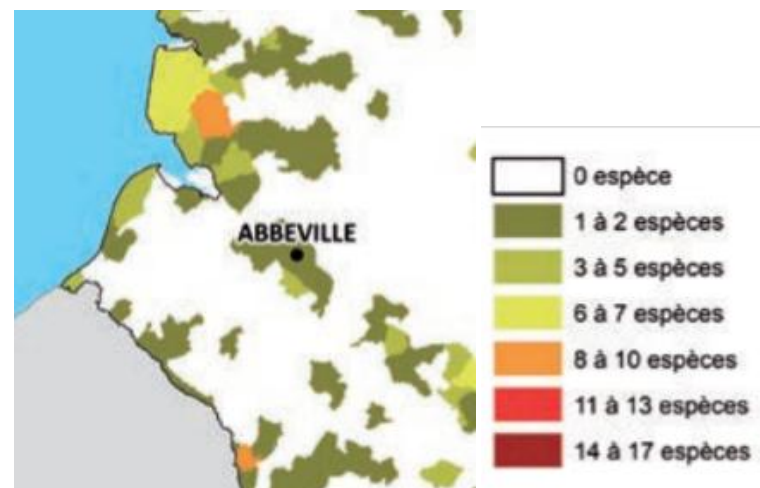 ABBEVILLE
0 espèce
1 à 2 espèces
3 à 5 espèces
6 à 7 espèces
8 à 10 espèces
11 à 13 espèces
14 à 17 espèces